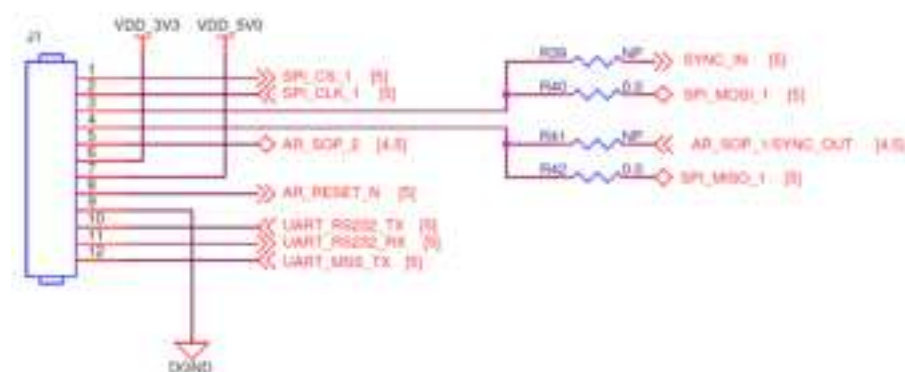 J1
VDD_3V3 VDD_5V0
1 SPI_CS_1 [5]
2 SPI_CLK_1 [5]
3
4
5 AR_SOP_2 [4,5]
6
7
8 AR_RESET_N [5]
9
10 UART_RS232_TX [5]
11 UART_RS232_RX [5]
12 UART_MSS_TX [5]
DGND
R39 NP SYNC_IN [5]
R40 0.0 SPI_MOSI_1 [5]
R41 NP AR_SOP_1/SYNC_OUT [4,5]
R42 0.0 SPI_MISO_1 [5]